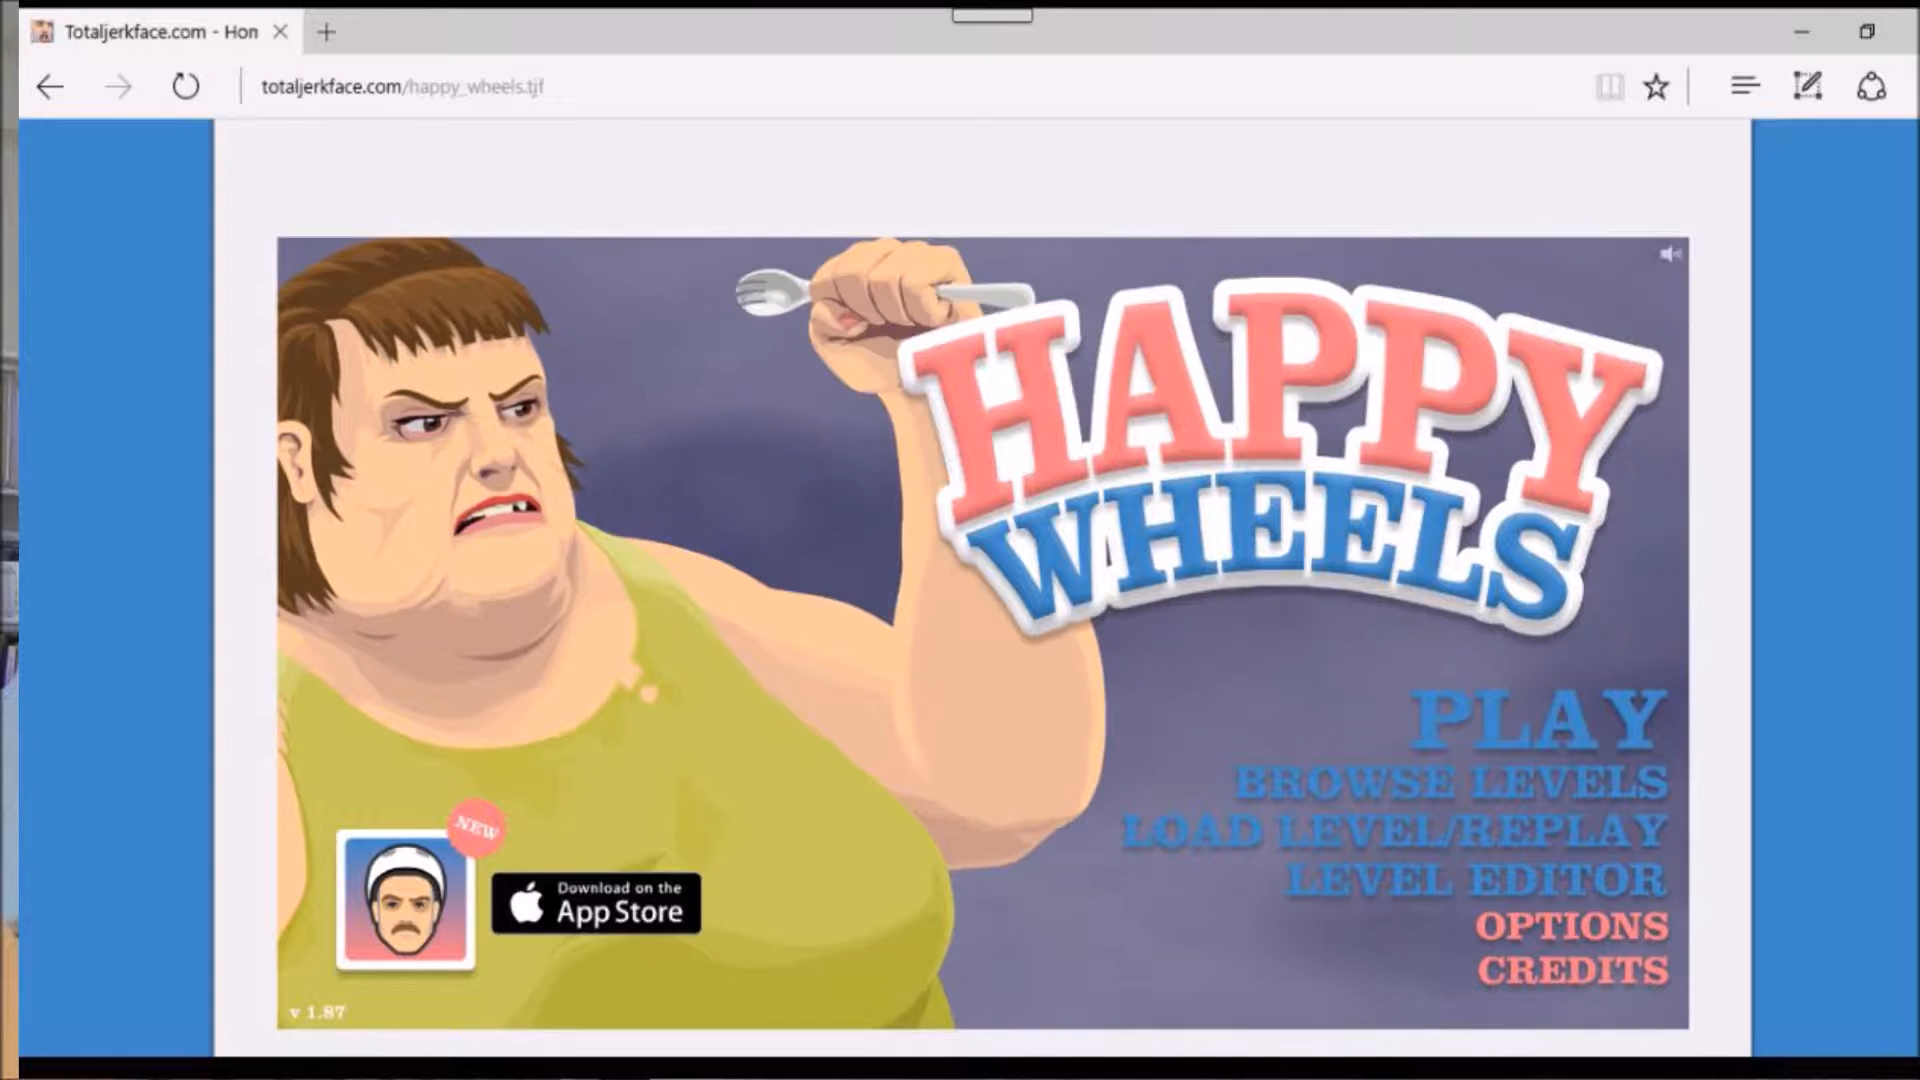 Totaljerkface.com - Hon
totaljerkface.com/happy_wheels.tjf
HAPPY
WHEELS
PLAY
BROWSE LEVELS
LOAD LEVEL/REPLAY
LEVEL EDITOR
OPTIONS
CREDITS
NEW
Download on the
App Store
v 1.87